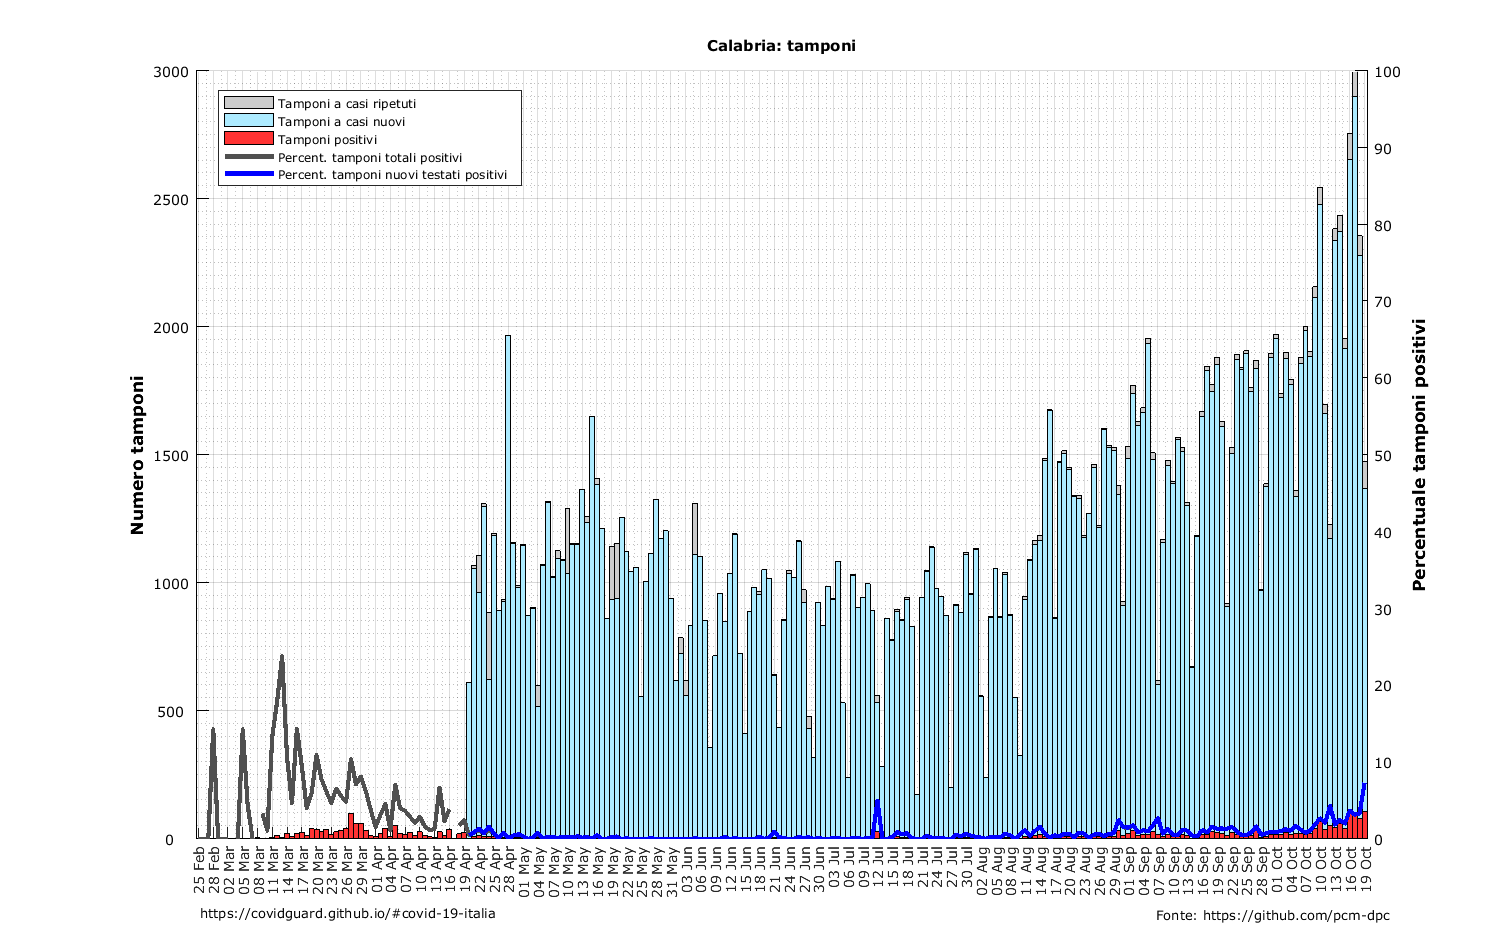 Calabria: tamponi
3000
2500
2000
1500
1000
500
0
Numero tamponi
100
90
80
70
60
50
40
30
20
10
0
Percentuale tamponi positivi
Tamponi a casi ripetuti
Tamponi a casi nuovi
Tamponi positivi
Percent. tamponi totali positivi
Percent. tamponi nuovi testati positivi
25 Feb
28 Feb
02 Mar
05 Mar
08 Mar
11 Mar
14 Mar
17 Mar
20 Mar
23 Mar
26 Mar
29 Mar
01 Apr
04 Apr
07 Apr
10 Apr
13 Apr
16 Apr
19 Apr
22 Apr
25 Apr
28 Apr
01 May
04 May
07 May
10 May
13 May
16 May
19 May
22 May
25 May
28 May
31 May
03 Jun
06 Jun
09 Jun
12 Jun
15 Jun
18 Jun
21 Jun
24 Jun
27 Jun
30 Jun
03 Jul
06 Jul
09 Jul
12 Jul
15 Jul
18 Jul
21 Jul
24 Jul
27 Jul
30 Jul
02 Aug
05 Aug
08 Aug
11 Aug
14 Aug
17 Aug
20 Aug
23 Aug
26 Aug
29 Aug
01 Sep
04 Sep
07 Sep
10 Sep
13 Sep
16 Sep
19 Sep
22 Sep
25 Sep
28 Sep
01 Oct
04 Oct
07 Oct
10 Oct
13 Oct
16 Oct
19 Oct
https://covidguard.github.io/#covid-19-italia
Fonte: https://github.com/pcm-dpc